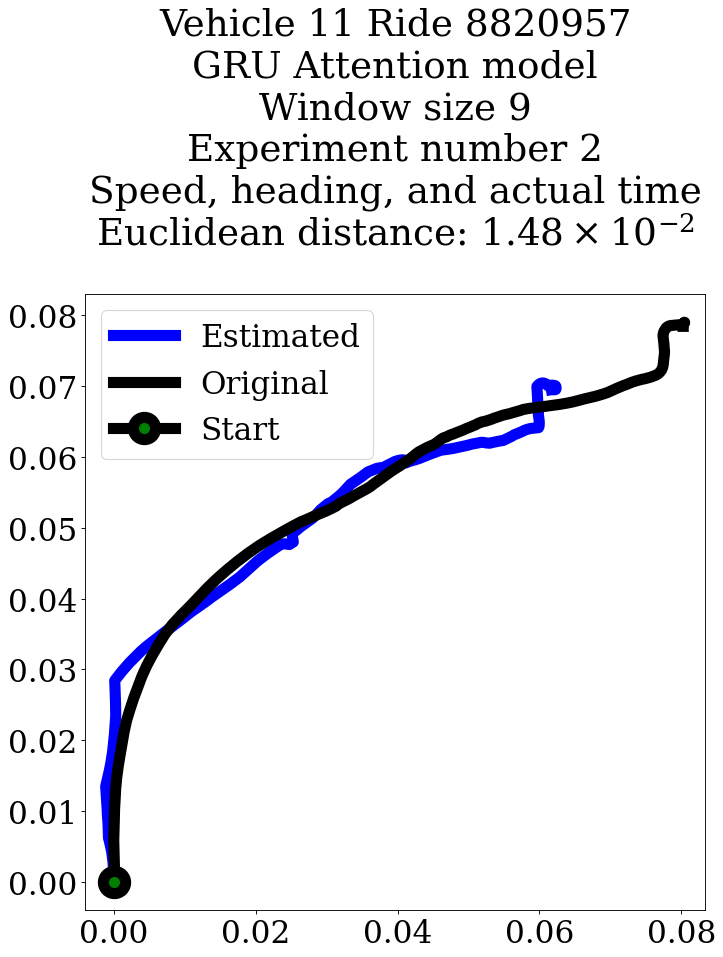 Vehicle 11 Ride 8820957
GRU Attention model
Window size 9
Experiment number 2
Speed, heading, and actual time
Euclidean distance: 1.48 × 10⁻²
Estimated
Original
Start
0.08
0.07
0.06
0.05
0.04
0.03
0.02
0.01
0.00
0.00 0.02 0.04 0.06 0.08